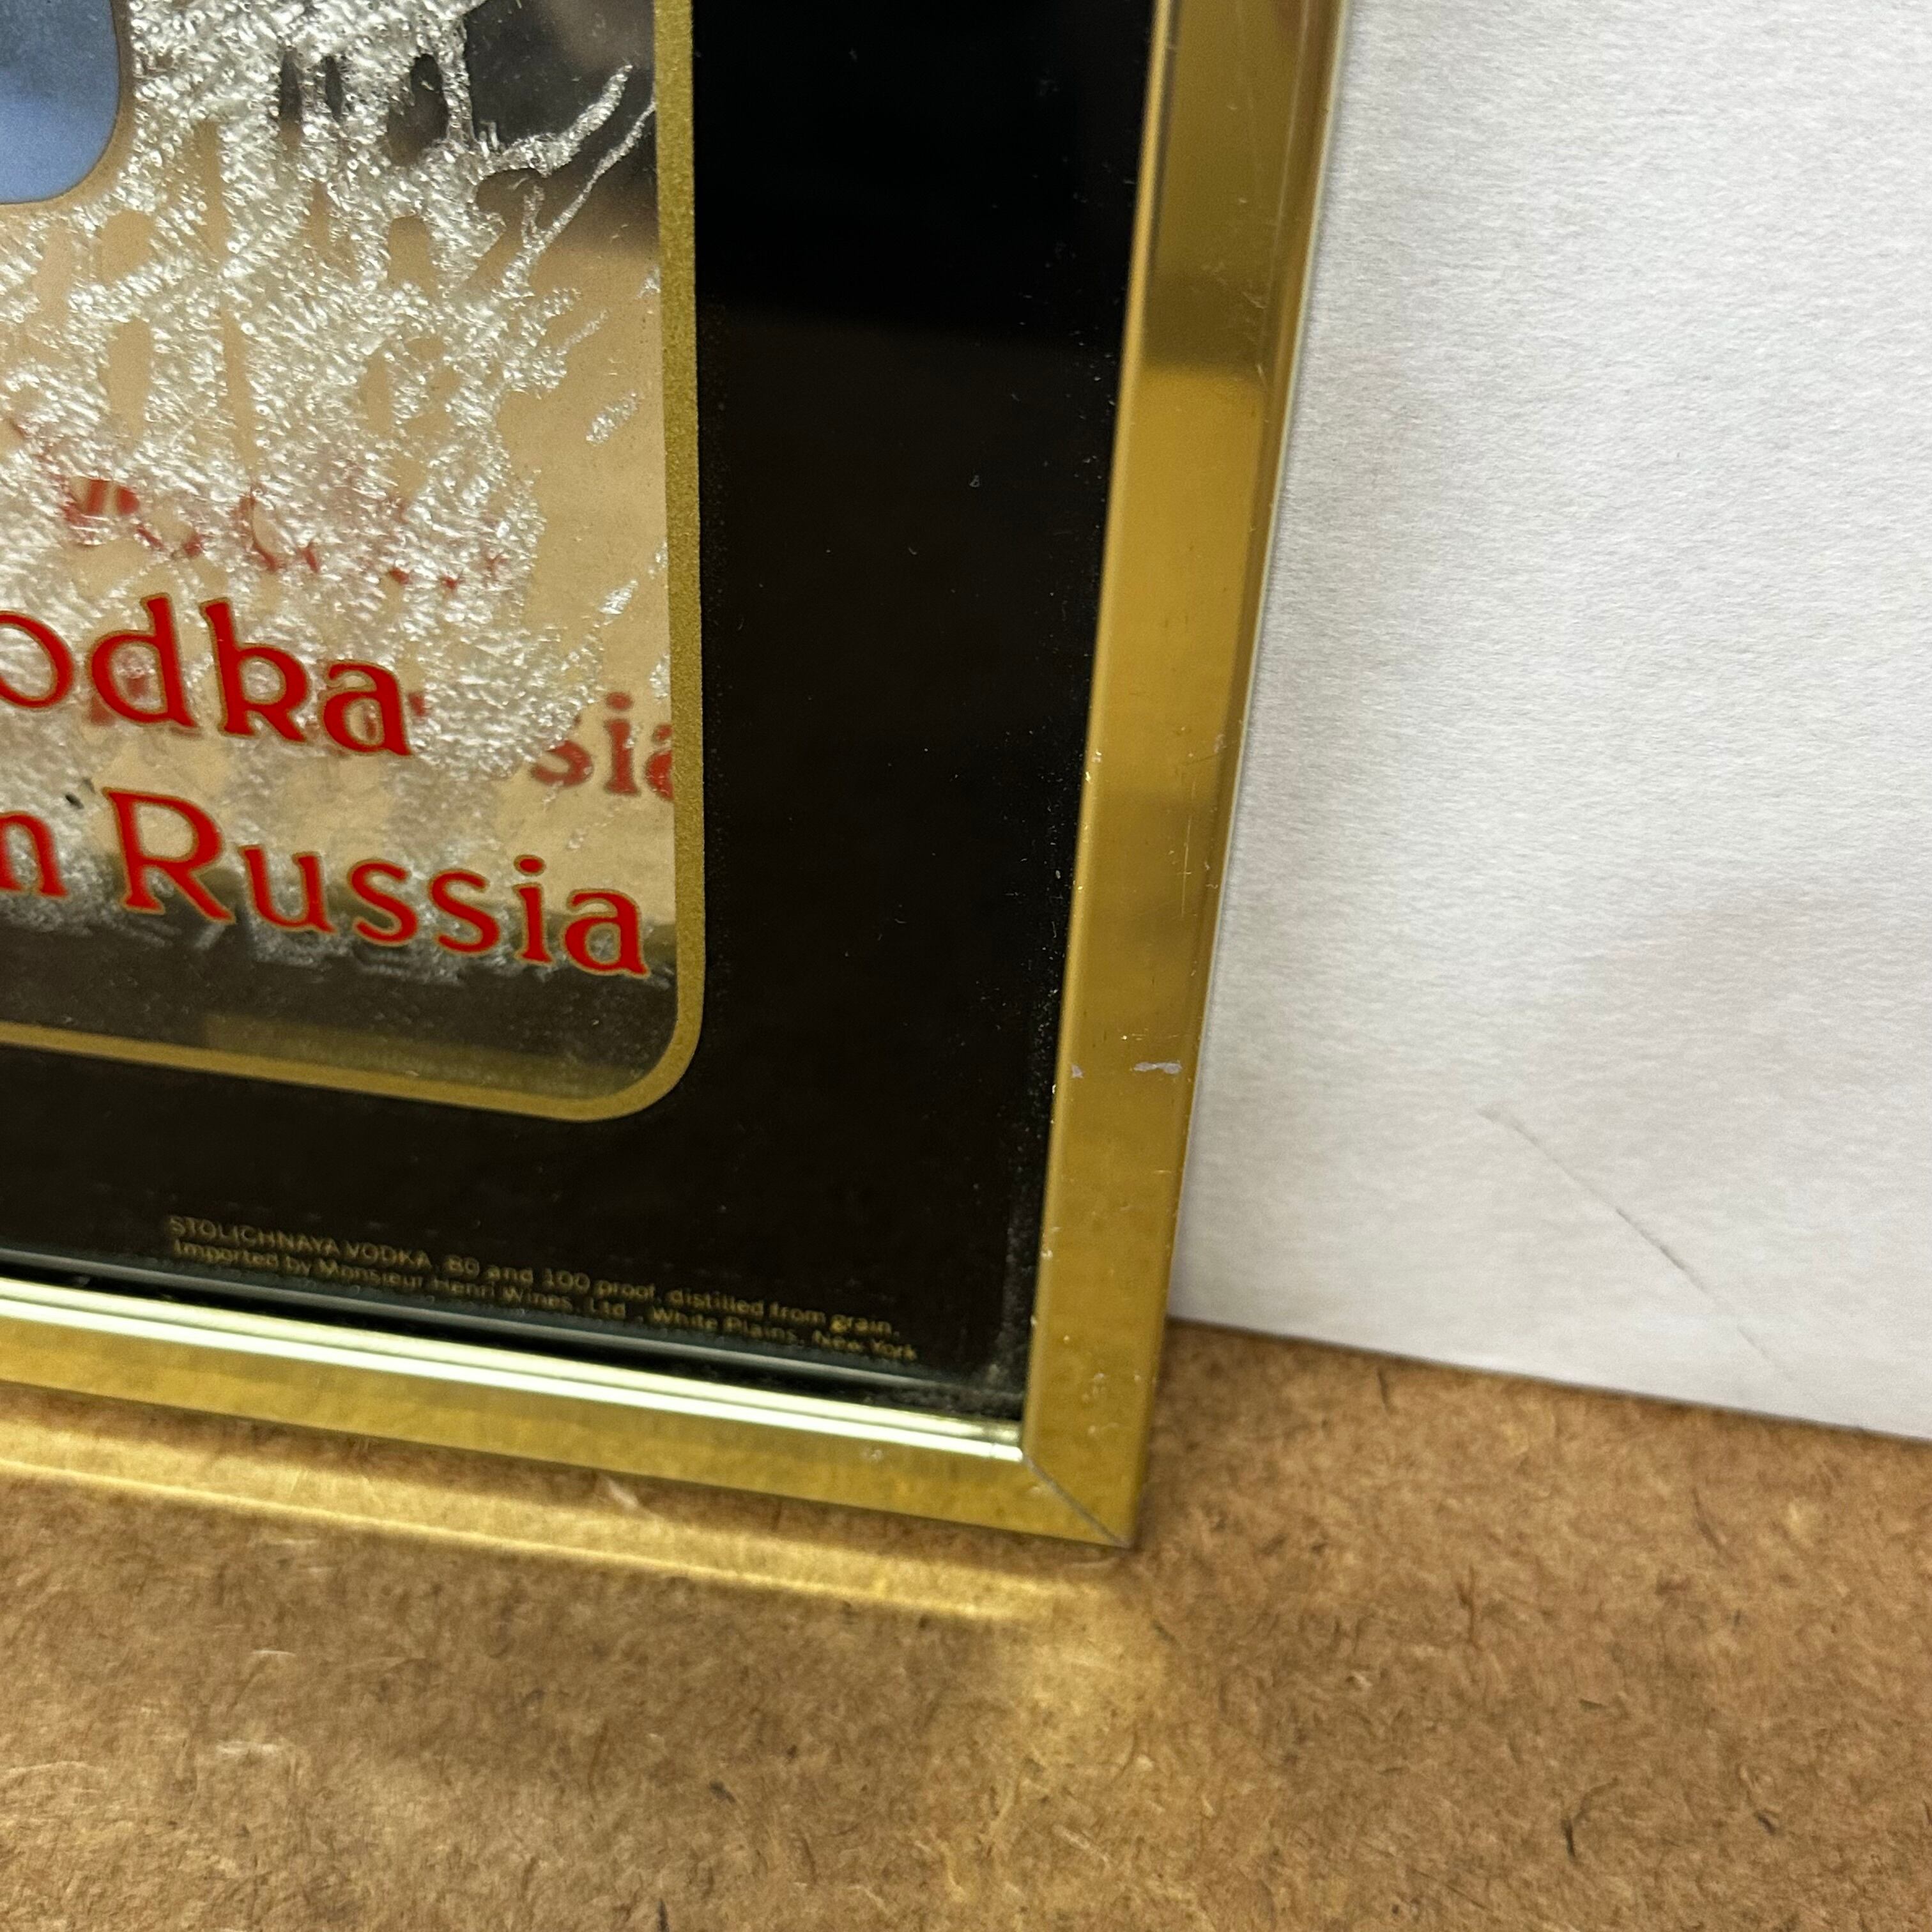 odka
n Russia
STOLICHNAYA VODKA, 80 and 100 proof, distilled from grain.
Imported by Monsieur Henri Wines, Ltd., White Plains, New York